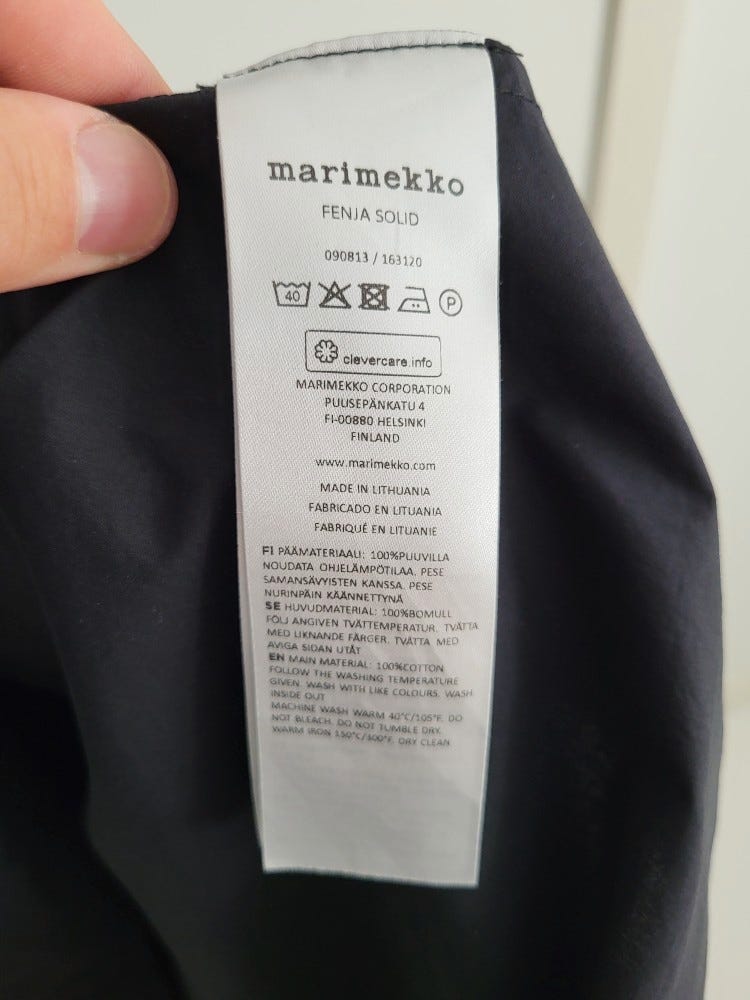 marimekko
FENJA SOLID
090813 / 163120
40 P
clevercare.info
MARIMEKKO CORPORATION
PUUSEPÄNKATU 4
FI-00880 HELSINKI
FINLAND
www.marimekko.com
MADE IN LITHUANIA
FABRICADO EN LITUANIA
FABRIQUÉ EN LITUANIE
FI PÄÄMATERIAALI: 100%PUUVILLA
NOUDATA OHJELÄMPÖTILAA. PESE
SAMANSÄVYISTEN KANSSA. PESE
NURINPÄIN KÄÄNNETTYNÄ
SE HUVUDMATERIAL: 100%BOMULL
FÖLJ ANGIVEN TVÄTTEMPERATUR. TVÄTTA
MED LIKNANDE FÄRGER. TVÄTTA MED
AVIGA SIDAN UTÅT
EN MAIN MATERIAL: 100%COTTON
FOLLOW THE WASHING TEMPERATURE
GIVEN. WASH WITH LIKE COLOURS. WASH
INSIDE OUT
MACHINE WASH WARM 40°C/105°F. DO
NOT BLEACH. DO NOT TUMBLE DRY.
WARM IRON 150°C/300°F. DRY CLEAN